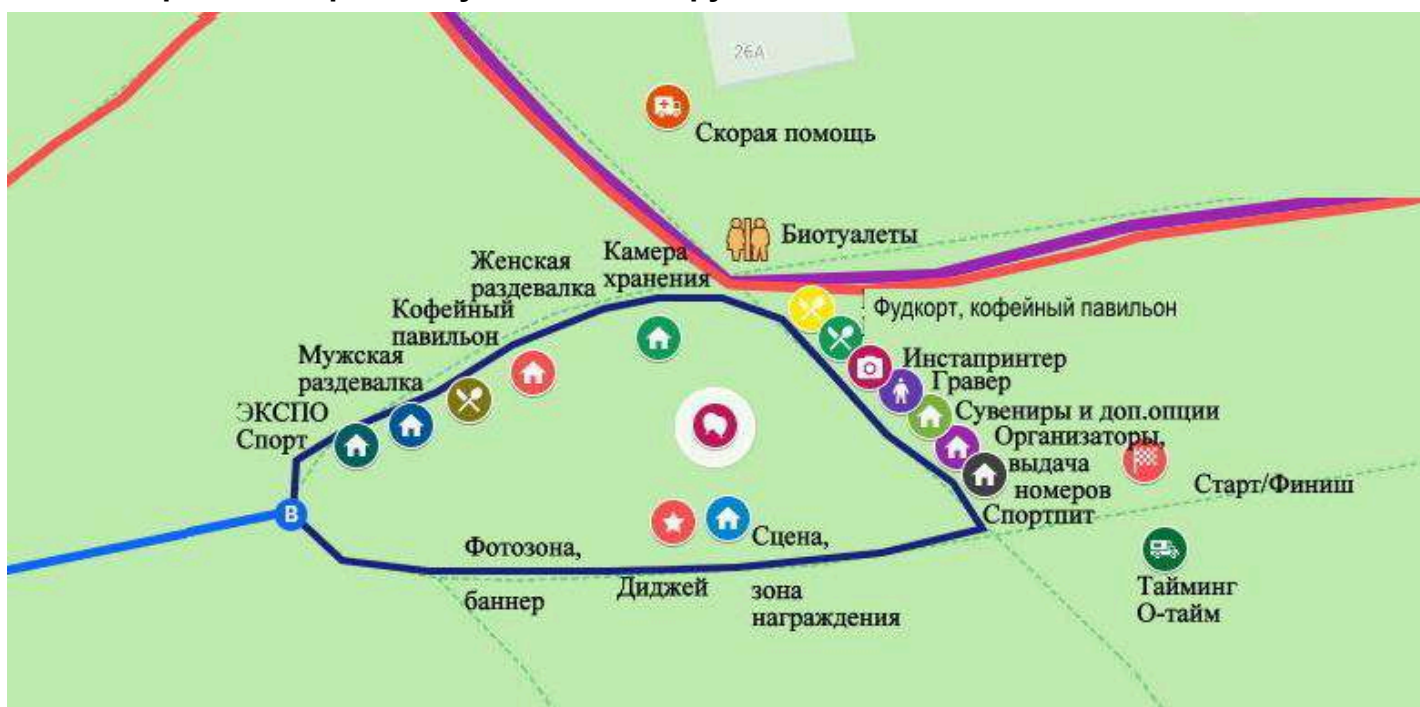 26А
Скорая помощь
Биотуалеты
Камера
хранения
Женская
раздевалка
Кофейный
павильон
Мужская
раздевалка
ЭКСПО
Спорт
В
Фудкорт, кофейный павильон
Инстапринтер
Гравер
Сувениры и доп.опции
Организаторы,
выдача
номеров
Спортпит
Старт/Финиш
Тайминг
О-тайм
Сцена,
зона
награждения
Диджей
Фотозона,
баннер